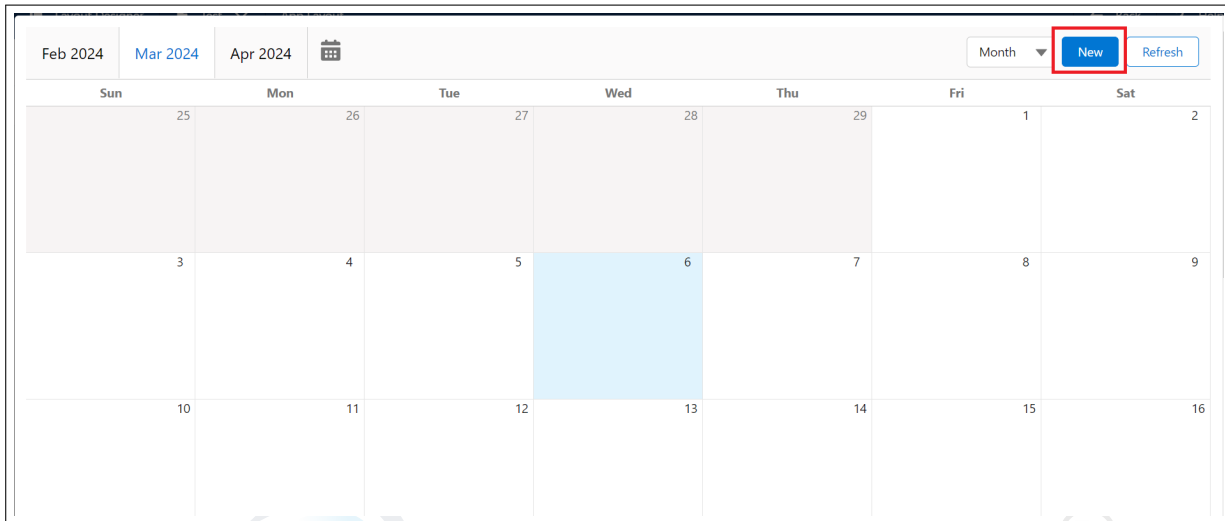 Feb 2024 Mar 2024 Apr 2024 Month New Refresh
Sun Mon Tue Wed Thu Fri Sat
25 26 27 28 29 1 2
3 4 5 6 7 8 9
10 11 12 13 14 15 16